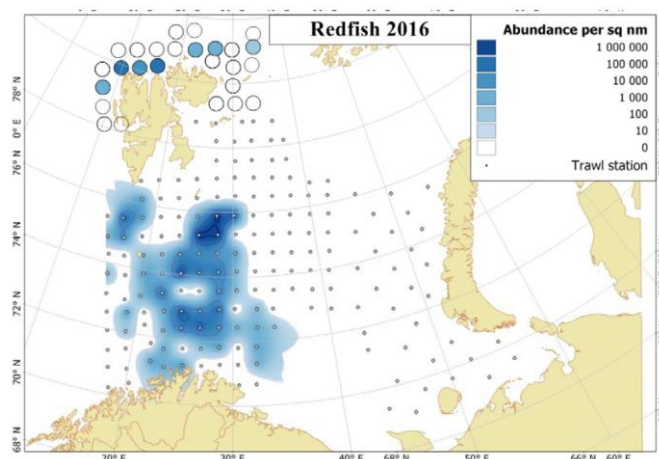 Redfish 2016
Abundance per sq nm
1 000 000
100 000
10 000
1 000
100
10
0
Trawl station
78° N
0° E
76° N
74° N
72° N
70° N
68° N
20° E
30° E
40° E
50° E
66° N
60° E